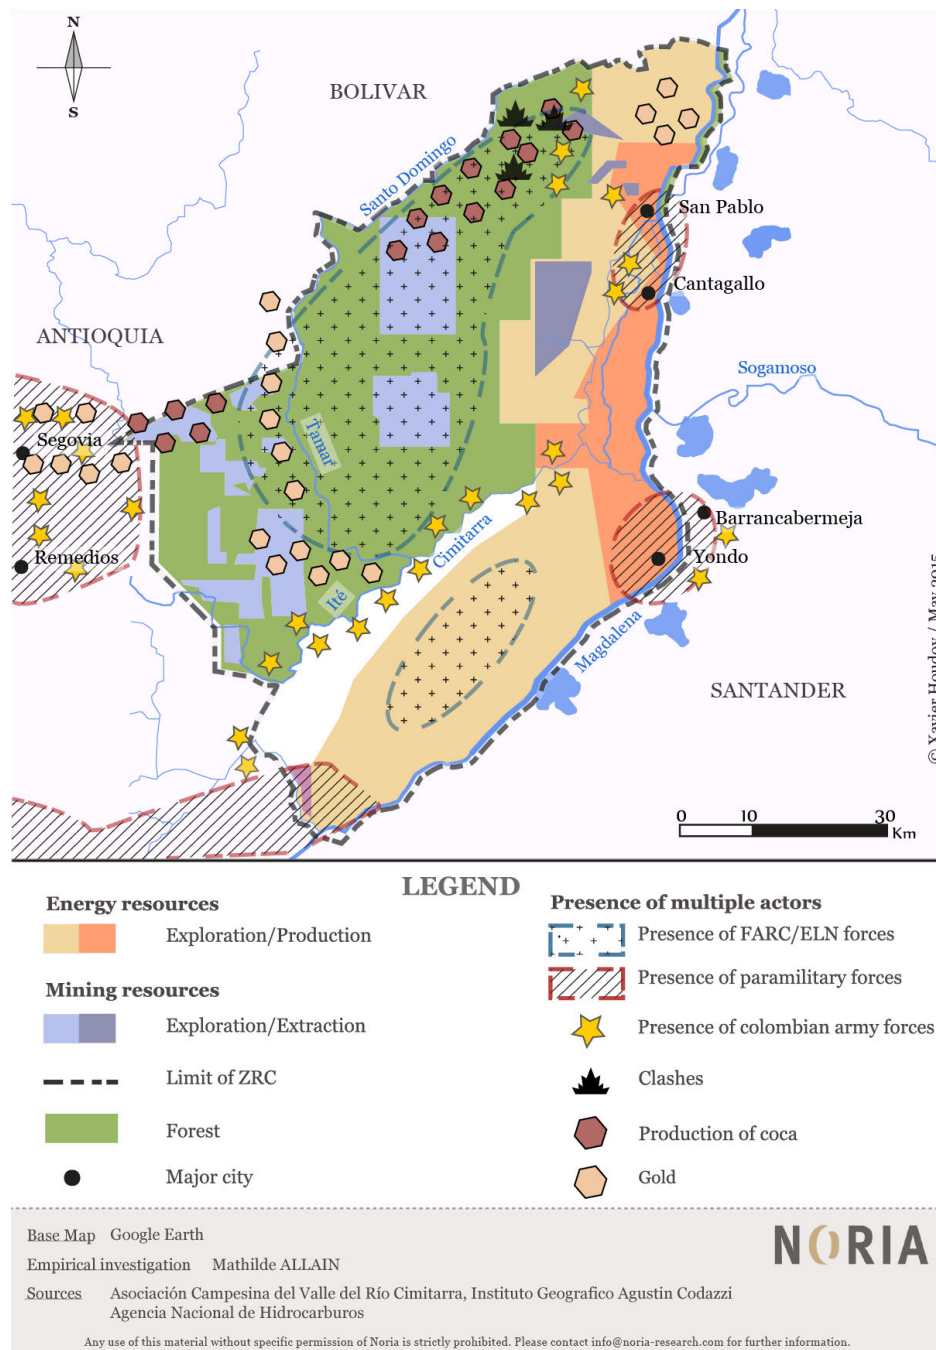 N
S
BOLIVAR
Santo Domingo
San Pablo
Cantagallo
ANTIOQUIA
Sogamoso
Tamar
Segovia
Cimitarra
Barrancabermeja
Remedios
Yondo
Ité
Magdalena
SANTANDER
© Xavier Houdoy / May 2015
0 10 30
Km
LEGEND
Energy resources
Exploration/Production
Mining resources
Exploration/Extraction
Limit of ZRC
Forest
Major city
Presence of multiple actors
Presence of FARC/ELN forces
Presence of paramilitary forces
Presence of colombian army forces
Clashes
Production of coca
Gold
Base Map Google Earth
Empirical investigation Mathilde ALLAIN
Sources Asociación Campesina del Valle del Río Cimitarra, Instituto Geografico Agustin Codazzi
Agencia Nacional de Hidrocarburos
NORIA
Any use of this material without specific permission of Noria is strictly prohibited. Please contact info@noria-research.com for further information.